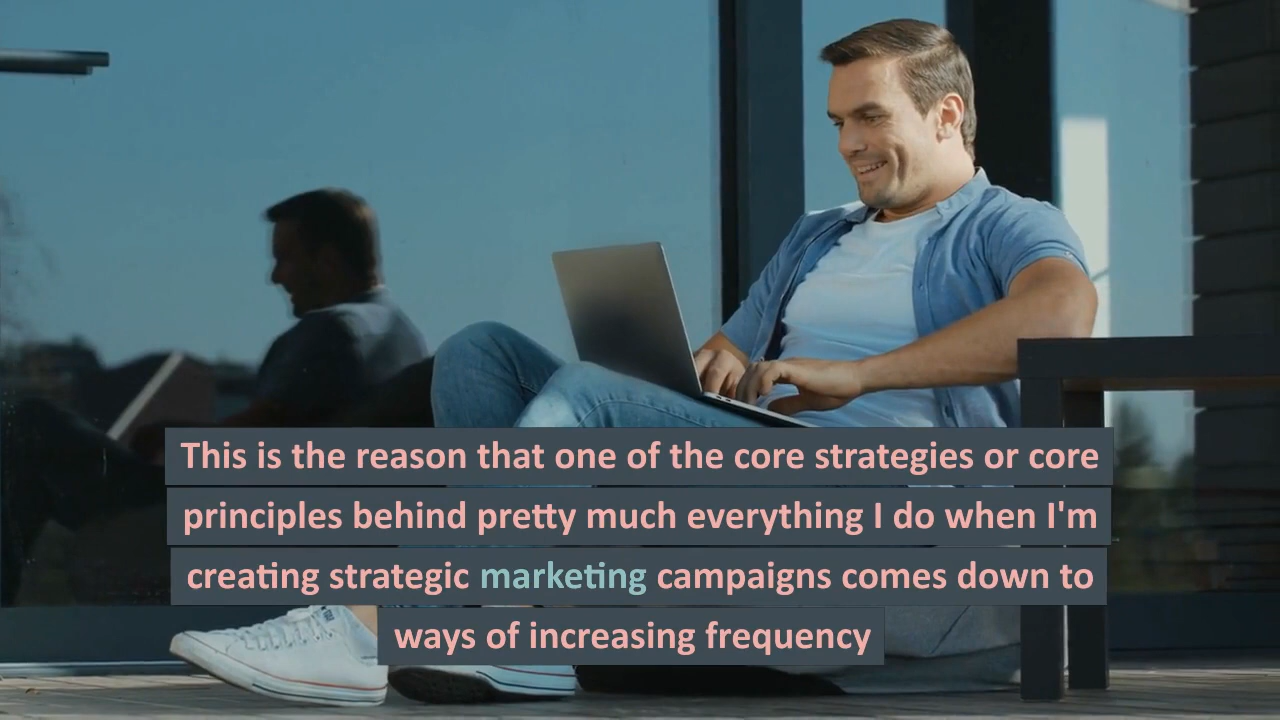 This is the reason that one of the core strategies or core
principles behind pretty much everything I do when I'm
creating strategic marketing campaigns comes down to
ways of increasing frequency